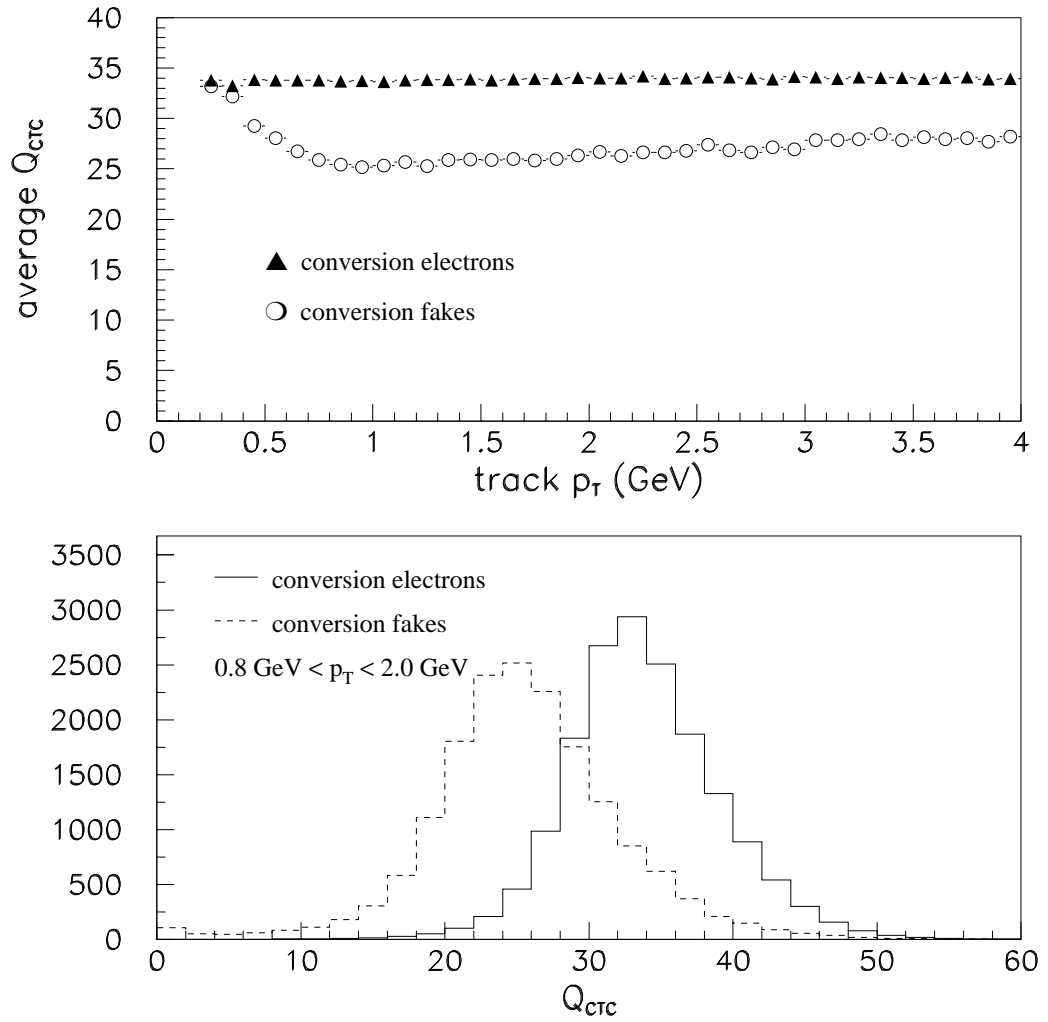 40
35
30
25
20
15
10
5
0
average Q_CTC
conversion electrons
conversion fakes
0 0.5 1 1.5 2 2.5 3 3.5 4
track p_T (GeV)
3500
3000
2500
2000
1500
1000
500
0
conversion electrons
conversion fakes
0.8 GeV < p_T < 2.0 GeV
0 10 20 30 40 50 60
Q_CTC